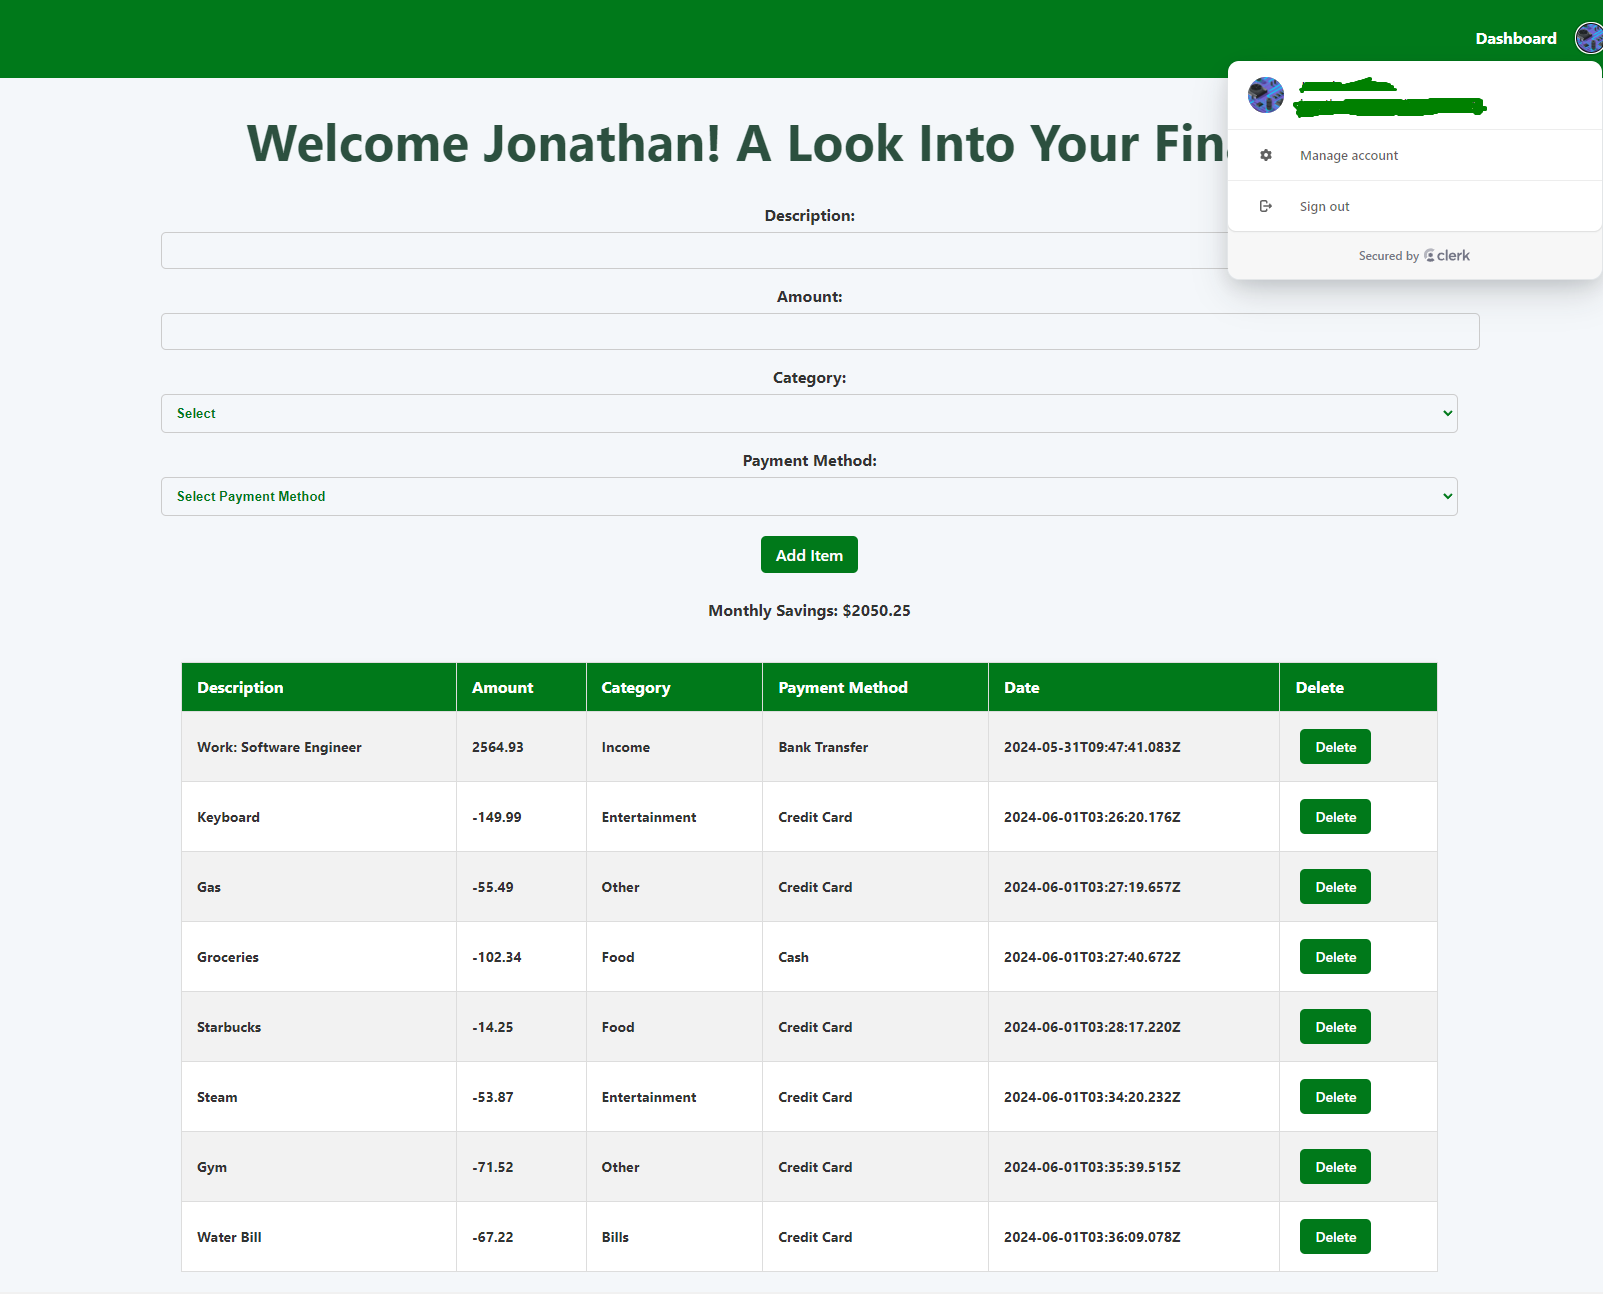 Dashboard
Welcome Jonathan! A Look Into Your
Manage account
Sign out
Secured by clerk
Description:
Amount:
Category:
Select
Payment Method:
Select Payment Method
Add Item
Monthly Savings: $2050.25
Description Amount Category Payment Method Date Delete
Work: Software Engineer 2564.93 Income Bank Transfer 2024-05-31T09:47:41.083Z Delete
Keyboard -149.99 Entertainment Credit Card 2024-06-01T03:26:20.176Z Delete
Gas -55.49 Other Credit Card 2024-06-01T03:27:19.657Z Delete
Groceries -102.34 Food Cash 2024-06-01T03:27:40.672Z Delete
Starbucks -14.25 Food Credit Card 2024-06-01T03:28:17.220Z Delete
Steam -53.87 Entertainment Credit Card 2024-06-01T03:34:20.232Z Delete
Gym -71.52 Other Credit Card 2024-06-01T03:35:39.515Z Delete
Water Bill -67.22 Bills Credit Card 2024-06-01T03:36:09.078Z Delete